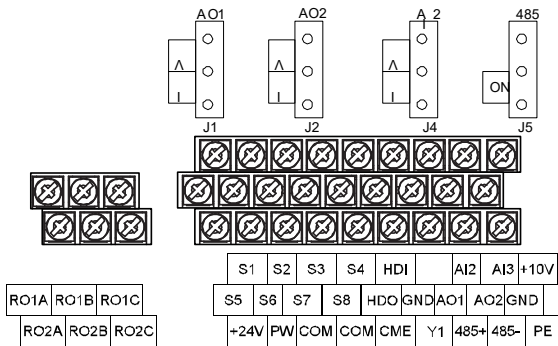 AO1 AO2 A 2 485
V V V ON
I I I
J1 J2 J4 J5
S1 S2 S3 S4 HDI AI2 AI3 +10V
RO1A RO1B RO1C S5 S6 S7 S8 HDO GND AO1 AO2 GND
RO2A RO2B RO2C +24V PW COM COM CME Y1 485+ 485- PE